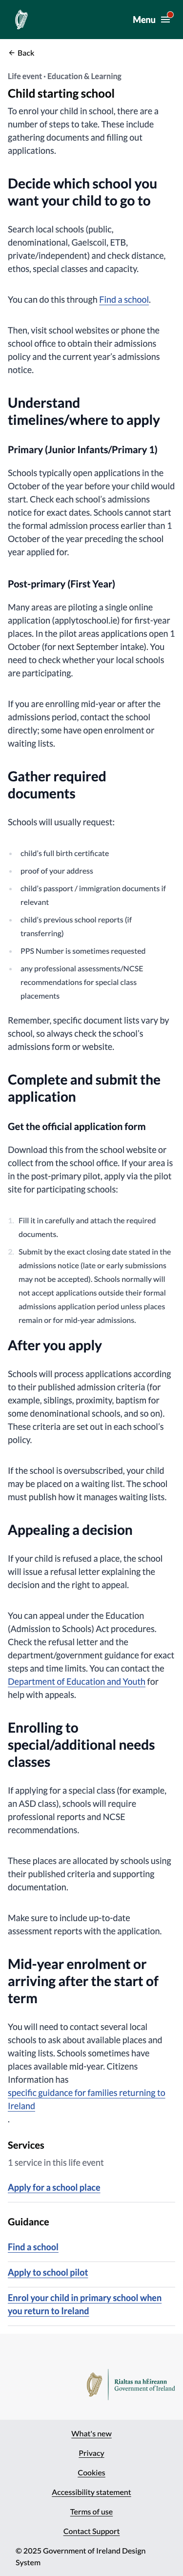 Menu
Back
Life event · Education & Learning
Child starting school
To enrol your child in school, there are a
number of steps to take. These include
gathering documents and filling out
applications.
Decide which school you
want your child to go to
Search local schools (public,
denominational, Gaelscoil, ETB,
private/independent) and check distance,
ethos, special classes and capacity.
You can do this through Find a school.
Then, visit school websites or phone the
school office to obtain their admissions
policy and the current year’s admissions
notice.
Understand
timelines/where to apply
Primary (Junior Infants/Primary 1)
Schools typically open applications in the
October of the year before your child would
start. Check each school’s admissions
notice for exact dates. Schools cannot start
the formal admission process earlier than 1
October of the year preceding the school
year applied for.
Post-primary (First Year)
Many areas are piloting a single online
application (applytoschool.ie) for first-year
places. In the pilot areas applications open 1
October (for next September intake). You
need to check whether your local schools
are participating.
If you are enrolling mid-year or after the
admissions period, contact the school
directly; some have open enrolment or
waiting lists.
Gather required
documents
Schools will usually request:
child’s full birth certificate
proof of your address
child’s passport / immigration documents if
relevant
child’s previous school reports (if
transferring)
PPS Number is sometimes requested
any professional assessments/NCSE
recommendations for special class
placements
Remember, specific document lists vary by
school, so always check the school’s
admissions form or website.
Complete and submit the
application
Get the official application form
Download this from the school website or
collect from the school office. If your area is
in the post-primary pilot, apply via the pilot
site for participating schools:
1. Fill it in carefully and attach the required
documents.
2. Submit by the exact closing date stated in the
admissions notice (late or early submissions
may not be accepted). Schools normally will
not accept applications outside their formal
admissions application period unless places
remain or for mid-year admissions.
After you apply
Schools will process applications according
to their published admission criteria (for
example, siblings, proximity, baptism for
some denominational schools, and so on).
These criteria are set out in each school’s
policy.
If the school is oversubscribed, your child
may be placed on a waiting list. The school
must publish how it manages waiting lists.
Appealing a decision
If your child is refused a place, the school
will issue a refusal letter explaining the
decision and the right to appeal.
You can appeal under the Education
(Admission to Schools) Act procedures.
Check the refusal letter and the
department/government guidance for exact
steps and time limits. You can contact the
Department of Education and Youth for
help with appeals.
Enrolling to
special/additional needs
classes
If applying for a special class (for example,
an ASD class), schools will require
professional reports and NCSE
recommendations.
These places are allocated by schools using
their published criteria and supporting
documentation.
Make sure to include up-to-date
assessment reports with the application.
Mid-year enrolment or
arriving after the start of
term
You will need to contact several local
schools to ask about available places and
waiting lists. Schools sometimes have
places available mid-year. Citizens
Information has
specific guidance for families returning to
Ireland
.
Services
1 service in this life event
Apply for a school place
Guidance
Find a school
Apply to school pilot
Enrol your child in primary school when
you return to Ireland
Rialtas na hÉireann
Government of Ireland
What's new
Privacy
Cookies
Accessibility statement
Terms of use
Contact Support
© 2025 Government of Ireland Design
System